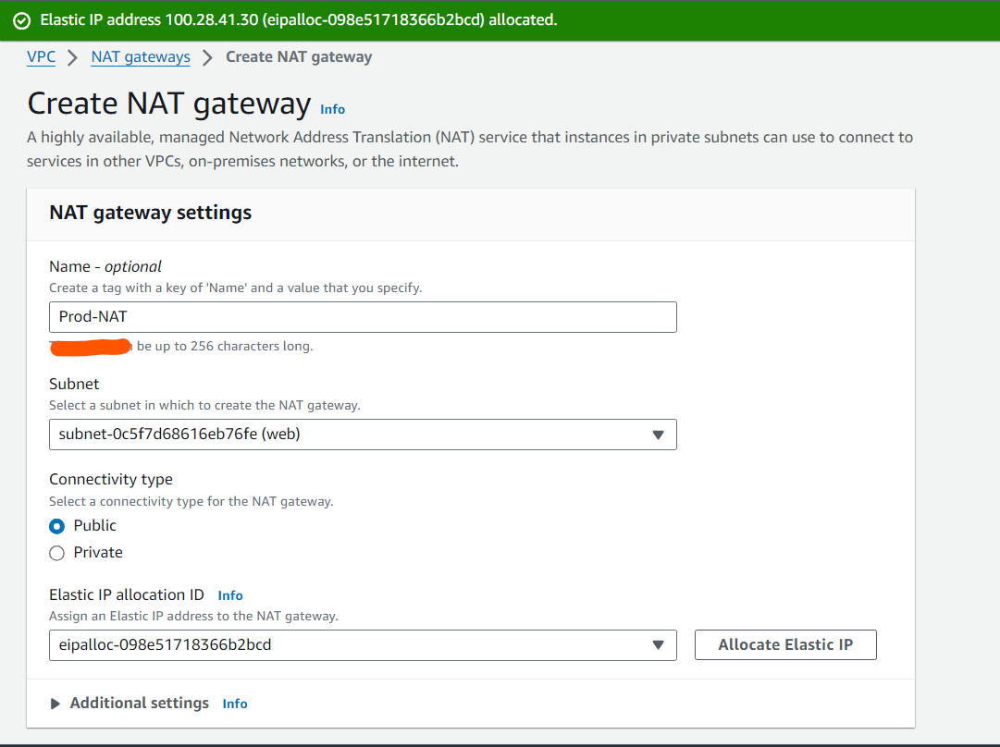 Elastic IP address 100.28.41.30 (eipalloc-098e51718366b2bcd) allocated.
VPC > NAT gateways > Create NAT gateway
Create NAT gateway Info
A highly available, managed Network Address Translation (NAT) service that instances in private subnets can use to connect to
services in other VPCs, on-premises networks, or the internet.
NAT gateway settings
Name - optional
Create a tag with a key of 'Name' and a value that you specify.
Prod-NAT
be up to 256 characters long.
Subnet
Select a subnet in which to create the NAT gateway.
subnet-0c5f7d68616eb76fe (web)
Connectivity type
Select a connectivity type for the NAT gateway.
Public
Private
Elastic IP allocation ID Info
Assign an Elastic IP address to the NAT gateway.
eipalloc-098e51718366b2bcd
Allocate Elastic IP
Additional settings Info